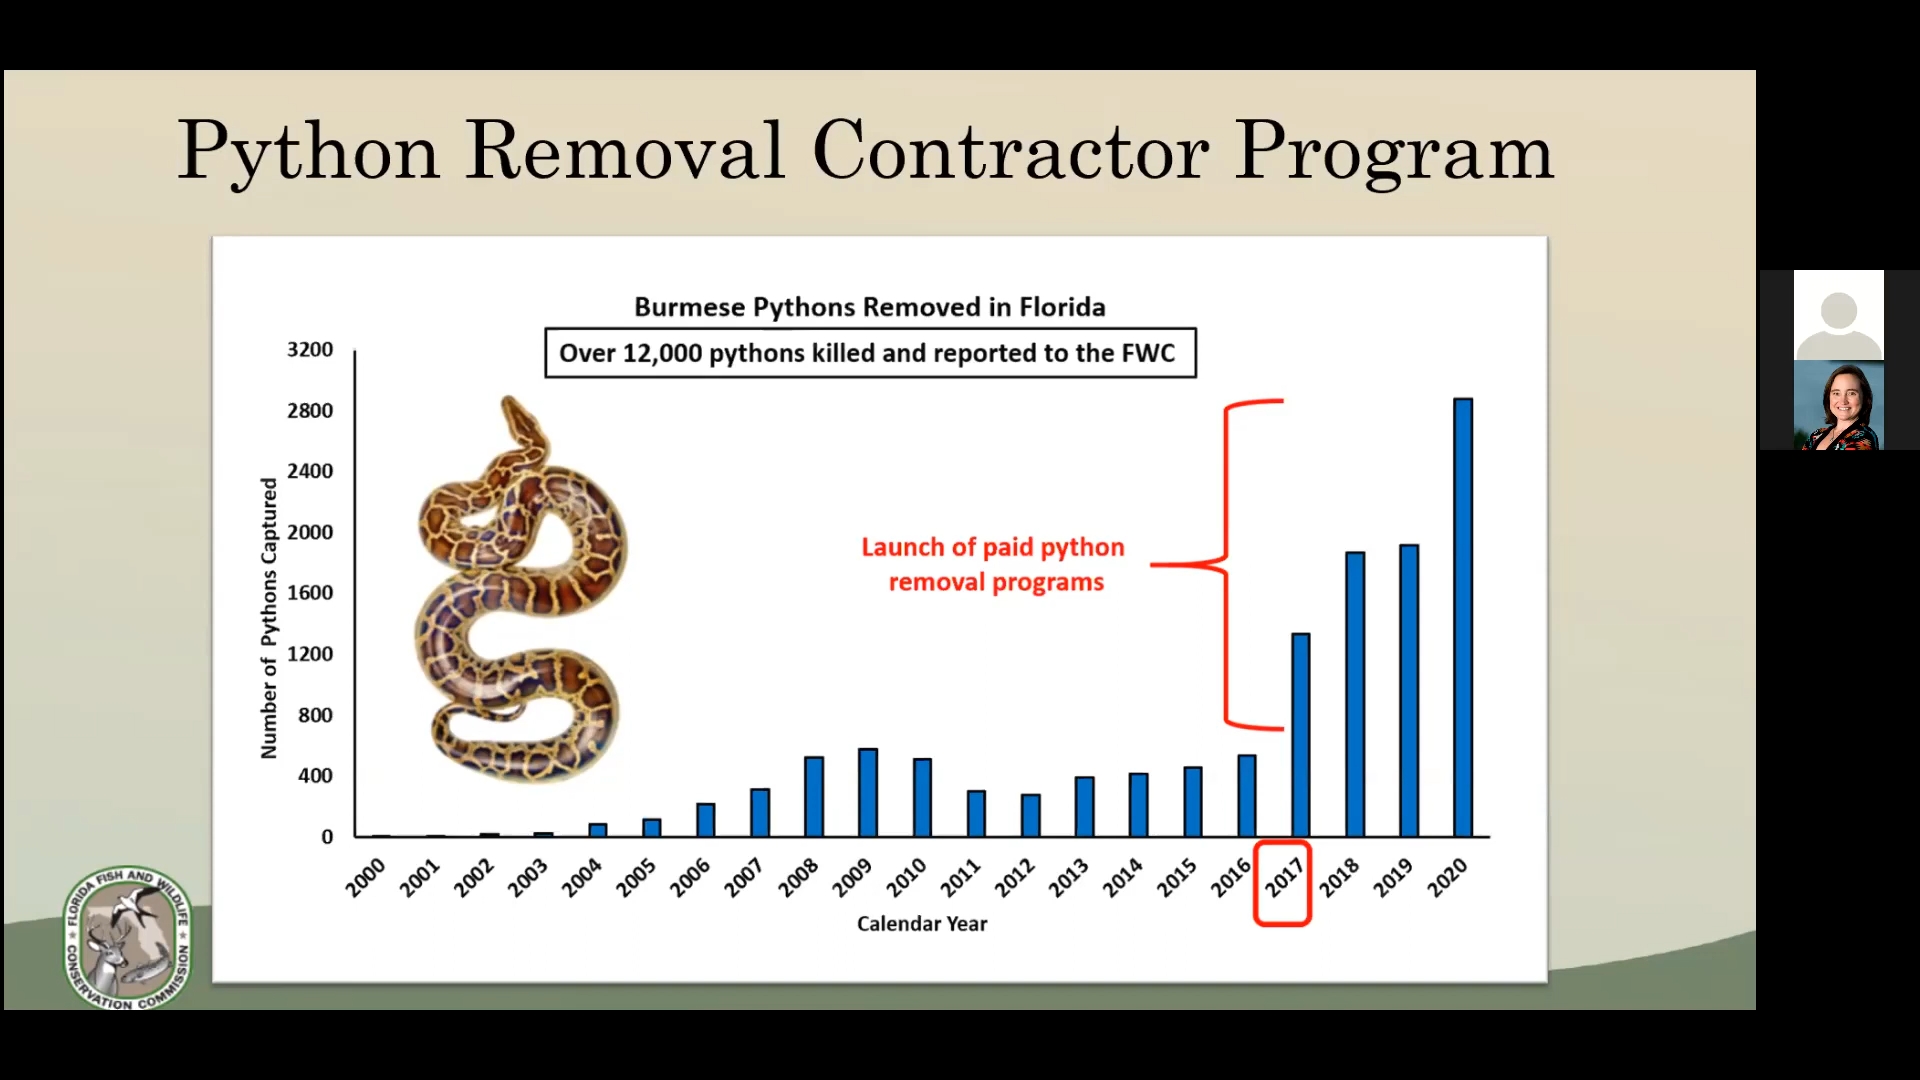 Python Removal Contractor Program
Burmese Pythons Removed in Florida
Over 12,000 pythons killed and reported to the FWC
Number of Pythons Captured
3200
2800
2400
2000
1600
1200
800
400
0
Launch of paid python
removal programs
2000 2001 2002 2003 2004 2005 2006 2007 2008 2009 2010 2011 2012 2013 2014 2015 2016 2017 2018 2019 2020
Calendar Year
FLORIDA FISH AND WILDLIFE
CONSERVATION COMMISSION